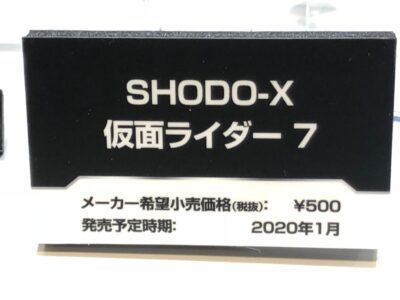 SHODO-X
仮面ライダー 7
メーカー希望小売価格(税抜): ¥500
発売予定時期: 2020年1月